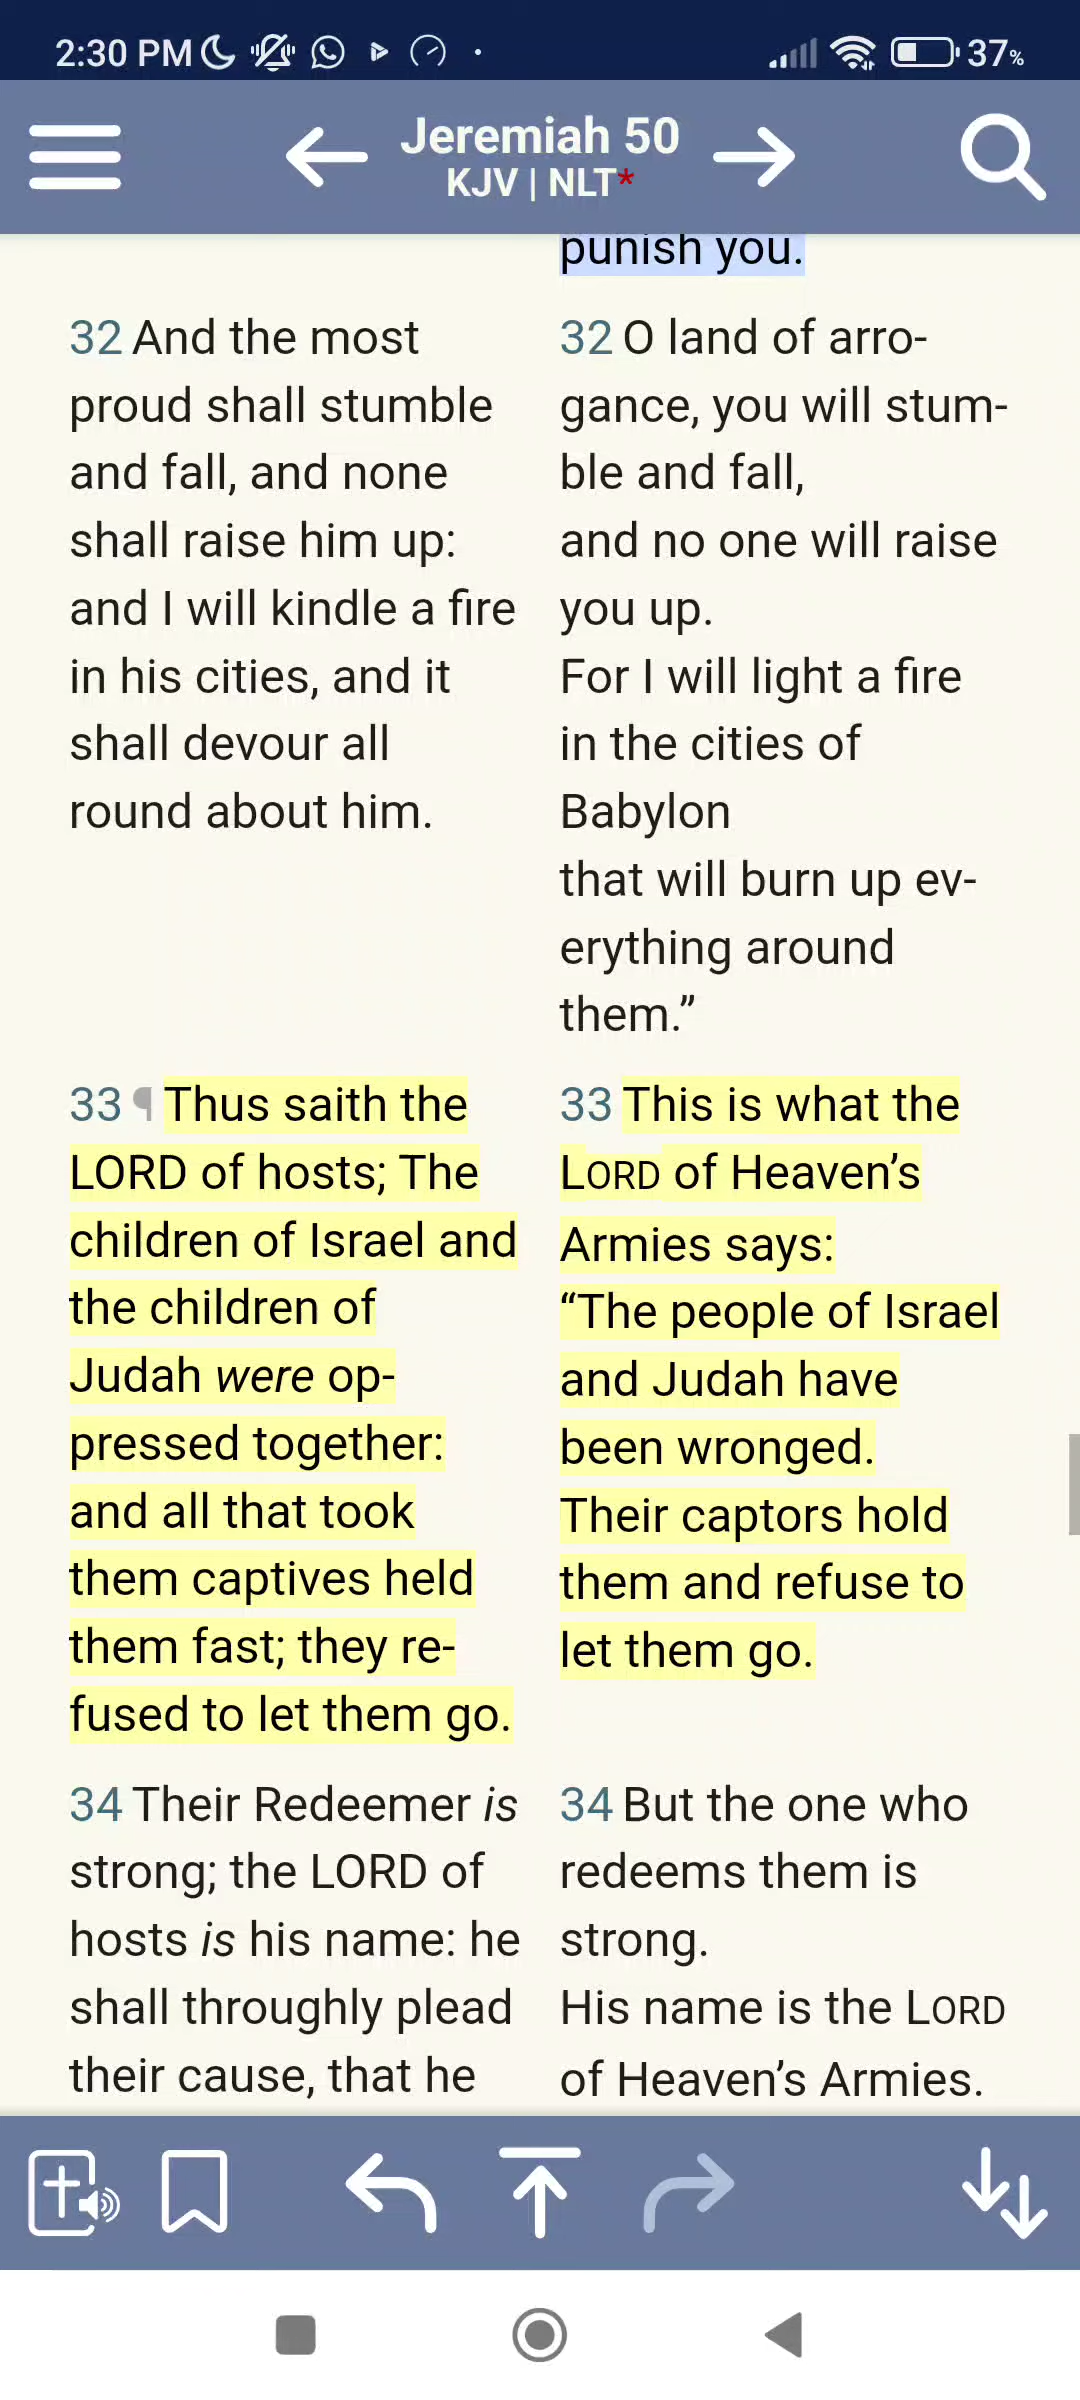 2:30 PM
37%
Jeremiah 50
KJV | NLT*
punish you.
32 And the most
proud shall stumble
and fall, and none
shall raise him up:
and I will kindle a fire
in his cities, and it
shall devour all
round about him.
32 O land of arro-
gance, you will stum-
ble and fall,
and no one will raise
you up.
For I will light a fire
in the cities of
Babylon
that will burn up ev-
erything around
them.”
33 ¶ Thus saith the
LORD of hosts; The
children of Israel and
the children of
Judah were op-
pressed together:
and all that took
them captives held
them fast; they re-
fused to let them go.
33 This is what the
LORD of Heaven’s
Armies says:
“The people of Israel
and Judah have
been wronged.
Their captors hold
them and refuse to
let them go.
34 Their Redeemer is
strong; the LORD of
hosts is his name: he
shall throughly plead
their cause, that he
34 But the one who
redeems them is
strong.
His name is the LORD
of Heaven’s Armies.